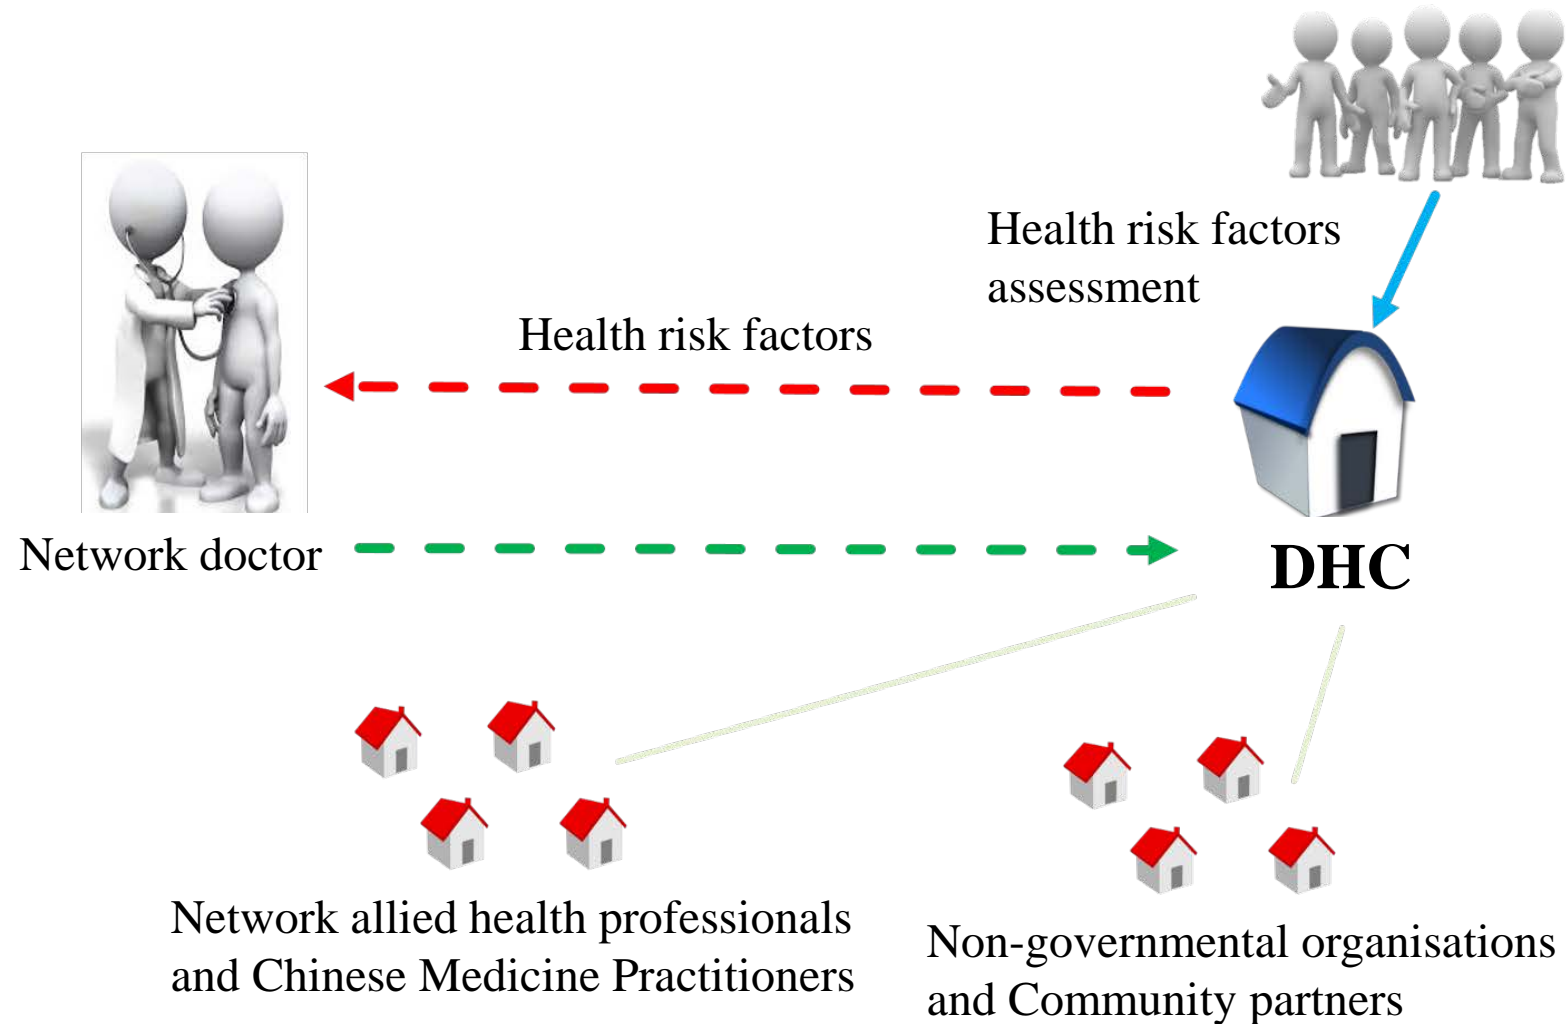 Health risk factors
assessment
Health risk factors
Network doctor
DHC
Network allied health professionals
and Chinese Medicine Practitioners
Non-governmental organisations
and Community partners